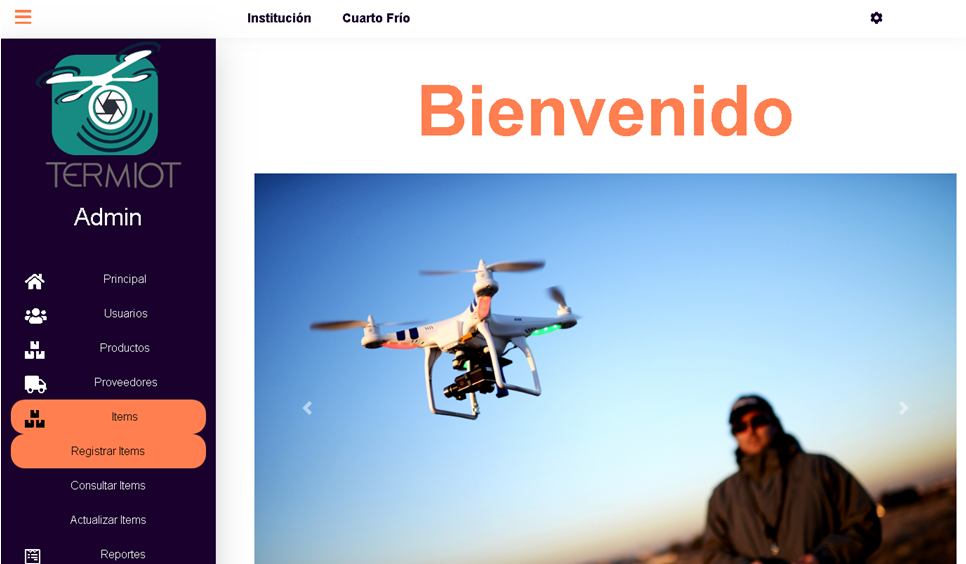 Institución Cuarto Frío
TERMIOT
Admin
Principal
Usuarios
Productos
Proveedores
Items
Registrar Items
Consultar Items
Actualizar Items
Reportes
Bienvenido